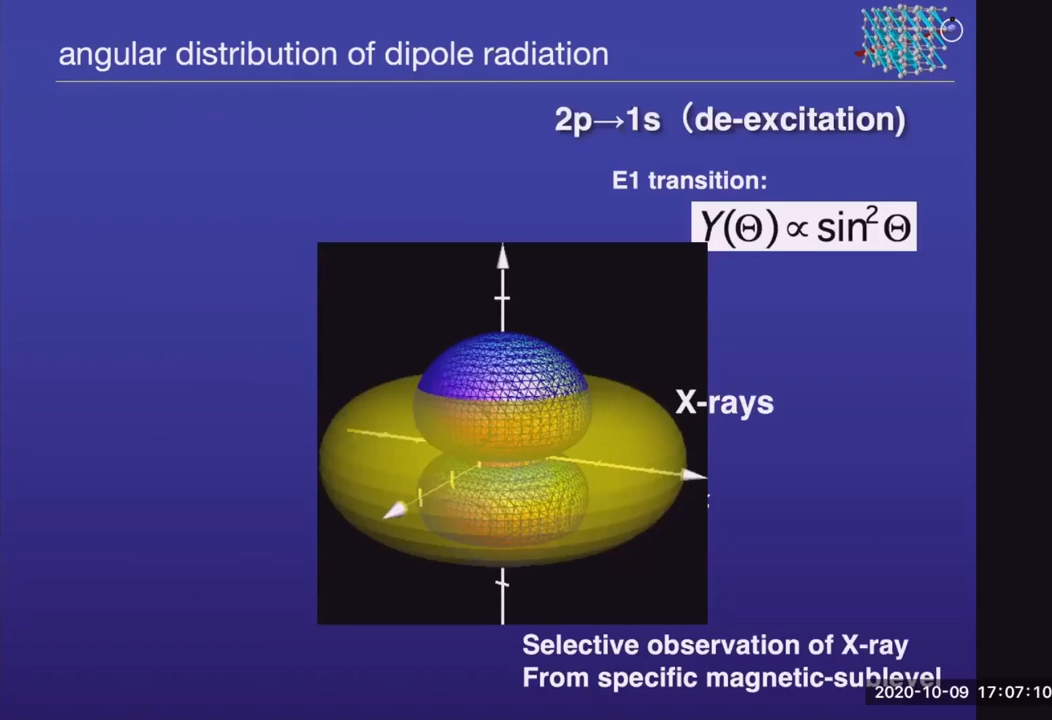 angular distribution of dipole radiation
2p→1s（de-excitation)
E1 transition:
Y(Θ) ∝ sin²Θ
X-rays
Selective observation of X-ray
From specific magnetic-sublevel
2020-10-09 17:07:10